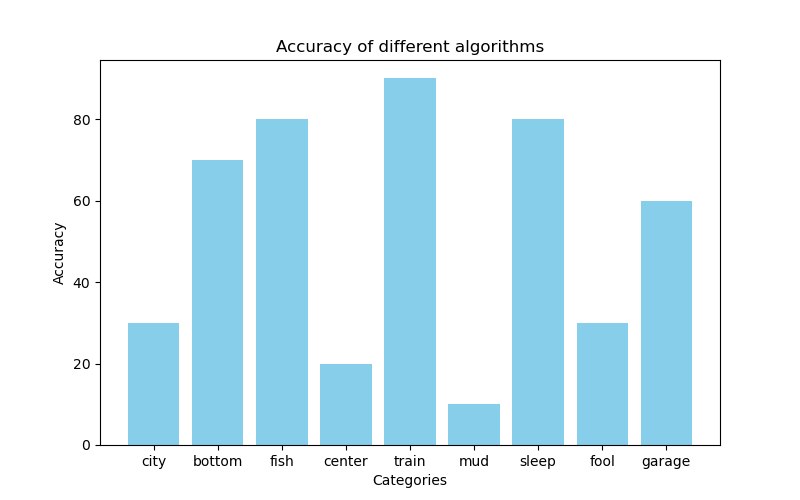 Accuracy of different algorithms
Accuracy
80
60
40
20
0
city bottom fish center train mud sleep fool garage
Categories